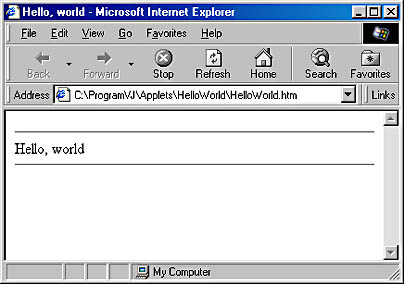 Hello, world - Microsoft Internet Explorer
File Edit View Go Favorites Help
Back Forward Stop Refresh Home Search Favorites
Address C:\ProgramVJ\Applets\HelloWorld\HelloWorld.htm Links
Hello, world
My Computer